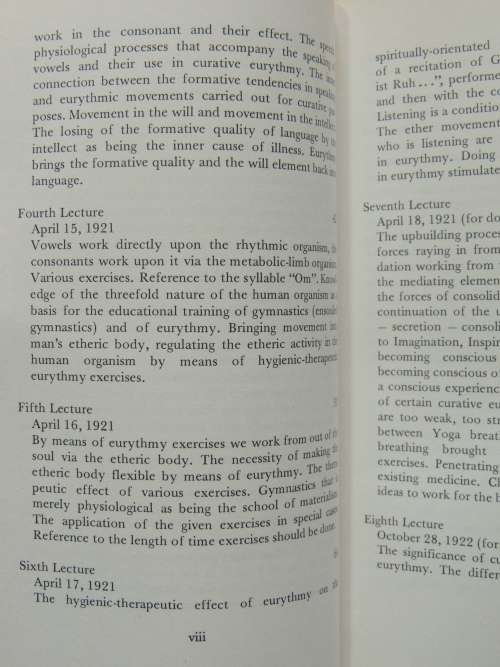 work in the consonant and their effect. The
physiological processes that accompany the speaking
vowels and their use in curative eurythmy. The
connection between the formative tendencies in
and eurythmic movements carried out for curative
poses. Movement in the will and movement in the
The losing of the formative quality of language by
intellect as being the inner cause of illness.
brings the formative quality and the will element back
language.
Fourth Lecture
April 15, 1921
Vowels work directly upon the rhythmic organism,
consonants work upon it via the metabolic-limb
Various exercises. Reference to the syllable “Om”.
edge of the threefold nature of the human organism
basis for the educational training of gymnastics
gymnastics) and of eurythmy. Bringing movement
man’s etheric body, regulating the etheric activity in the
human organism by means of hygienic-therapeutic
eurythmy exercises.
Fifth Lecture
April 16, 1921
By means of eurythmy exercises we work from out of the
soul via the etheric body. The necessity of making the
etheric body flexible by means of eurythmy. The
peutic effect of various exercises. Gymnastics
merely physiological as being the school of
The application of the given exercises in special cases
Reference to the length of time exercises should be done.
Sixth Lecture
April 17, 1921
The hygienic-therapeutic effect of eurythmy on
viii
spiritually-orientated
of a recitation of G
ist Ruh . . .”, performe
and then with the co
Listening is a conditio
The ether movement
who is listening are
in eurythmy. Doing
in eurythmy stimulate
Seventh Lecture
April 18, 1921 (for do
The upbuilding proces
forces raying in from
dation working from
the mediating elemen
the forces of consolid
continuation of the u
— secretion — consoli
to Imagination, Inspir
becoming conscious
becoming conscious o
a conscious experienc
of certain curative eu
are too weak, too str
between Yoga breat
breathing brought
exercises. Penetrating
existing medicine. Cl
ideas to work for the b
Eighth Lecture
October 28, 1922 (for
The significance of cu
eurythmy. The differ